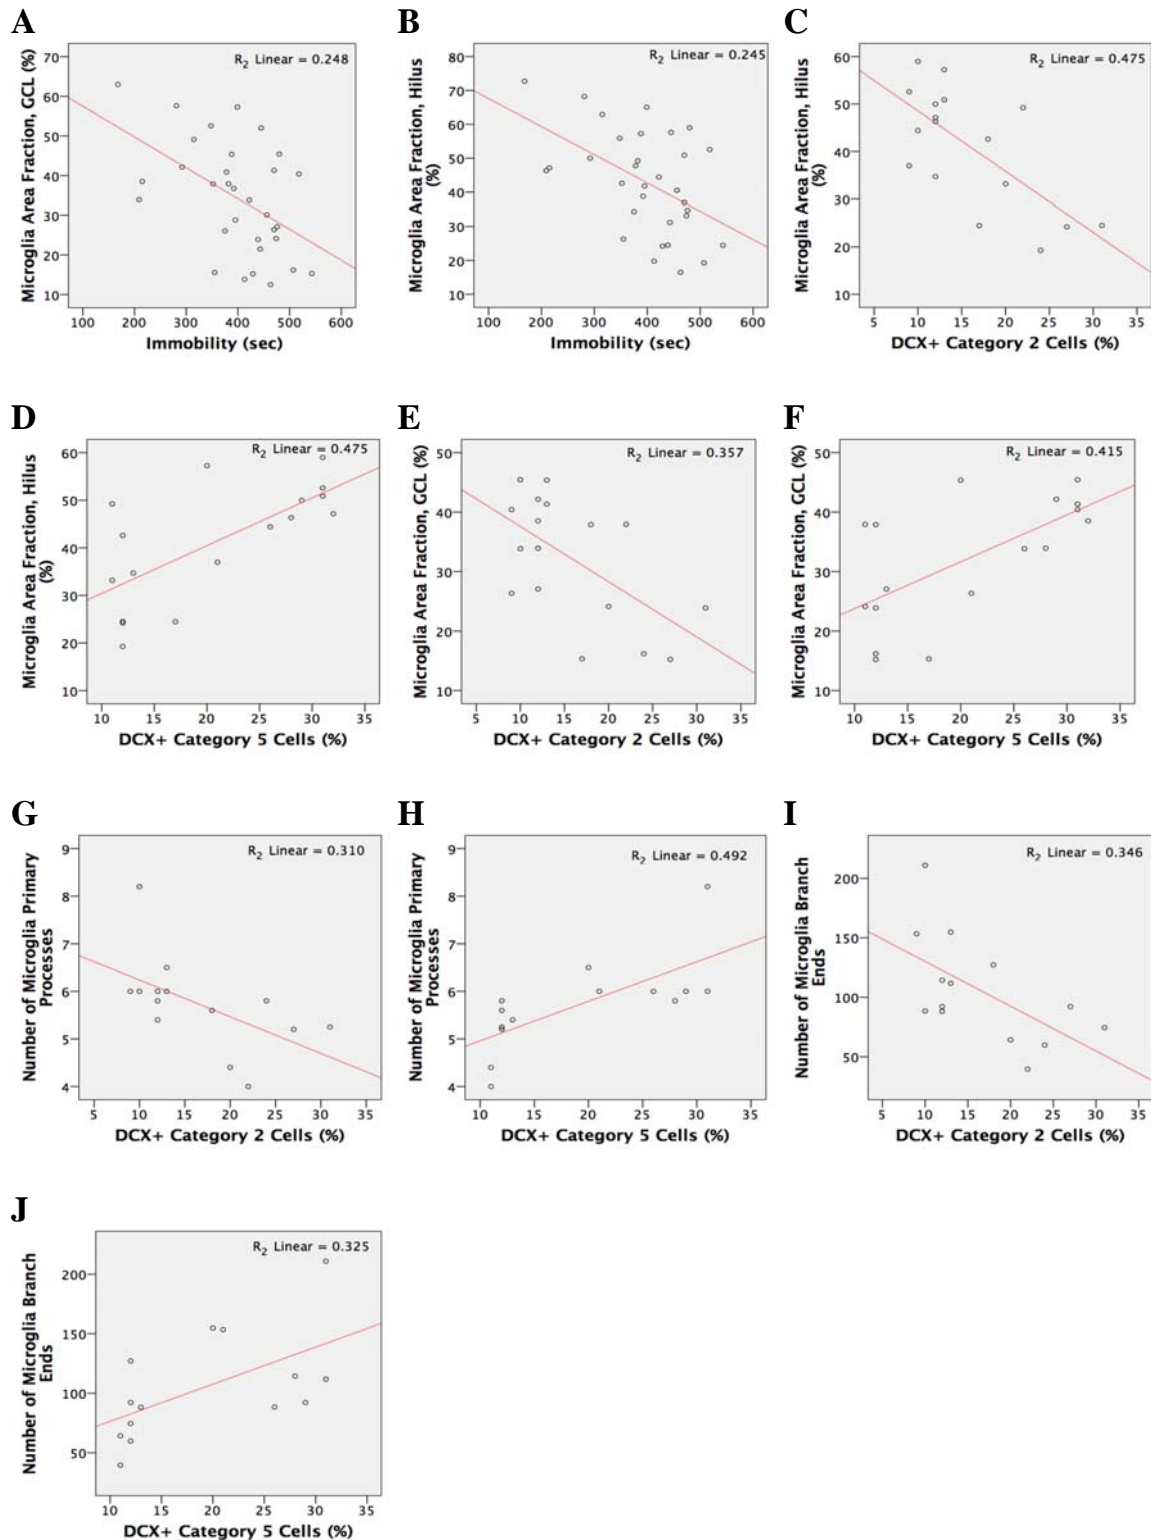 A
R2 Linear = 0.248
Microglia Area Fraction, GCL (%)
70
60
50
40
30
20
10
100 200 300 400 500 600
Immobility (sec)
B
R2 Linear = 0.245
Microglia Area Fraction, Hilus
(%)
80
70
60
50
40
30
20
10
100 200 300 400 500 600
Immobility (sec)
C
R2 Linear = 0.475
Microglia Area Fraction, Hilus
(%)
60
50
40
30
20
10
5 10 15 20 25 30 35
DCX+ Category 2 Cells (%)
D
R2 Linear = 0.475
Microglia Area Fraction, Hilus
(%)
60
50
40
30
20
10
10 15 20 25 30 35
DCX+ Category 5 Cells (%)
E
R2 Linear = 0.357
Microglia Area Fraction, GCL (%)
50
40
30
20
10
5 10 15 20 25 30 35
DCX+ Category 2 Cells (%)
F
R2 Linear = 0.415
Microglia Area Fraction, GCL (%)
50
40
30
20
10
10 15 20 25 30 35
DCX+ Category 5 Cells (%)
G
R2 Linear = 0.310
Number of Microglia Primary
Processes
9
8
7
6
5
4
5 10 15 20 25 30 35
DCX+ Category 2 Cells (%)
H
R2 Linear = 0.492
Number of Microglia Primary
Processes
9
8
7
6
5
4
10 15 20 25 30 35
DCX+ Category 5 Cells (%)
I
R2 Linear = 0.346
Number of Microglia Branch
Ends
200
150
100
50
5 10 15 20 25 30 35
DCX+ Category 2 Cells (%)
J
R2 Linear = 0.325
Number of Microglia Branch
Ends
200
150
100
50
10 15 20 25 30 35
DCX+ Category 5 Cells (%)